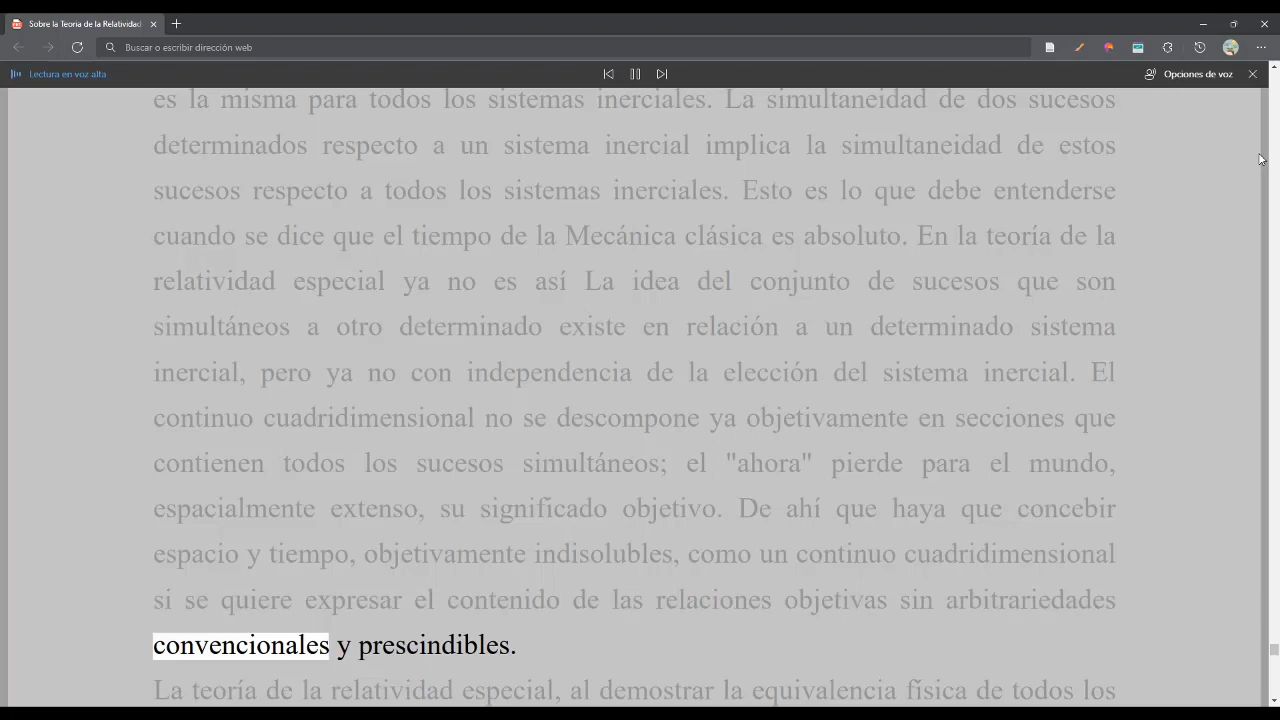 Sobre la Teoria de la Relatividad
Buscar o escribir dirección web
Lectura en voz alta
Opciones de voz
es la misma para todos los sistemas inerciales. La simultaneidad de dos sucesos
determinados respecto a un sistema inercial implica la simultaneidad de estos
sucesos respecto a todos los sistemas inerciales. Esto es lo que debe entenderse
cuando se dice que el tiempo de la Mecánica clásica es absoluto. En la teoría de la
relatividad especial ya no es así La idea del conjunto de sucesos que son
simultáneos a otro determinado existe en relación a un determinado sistema
inercial, pero ya no con independencia de la elección del sistema inercial. El
continuo cuadridimensional no se descompone ya objetivamente en secciones que
contienen todos los sucesos simultáneos; el "ahora" pierde para el mundo,
espacialmente extenso, su significado objetivo. De ahí que haya que concebir
espacio y tiempo, objetivamente indisolubles, como un continuo cuadridimensional
si se quiere expresar el contenido de las relaciones objetivas sin arbitrariedades
convencionales y prescindibles.
La teoría de la relatividad especial, al demostrar la equivalencia física de todos los